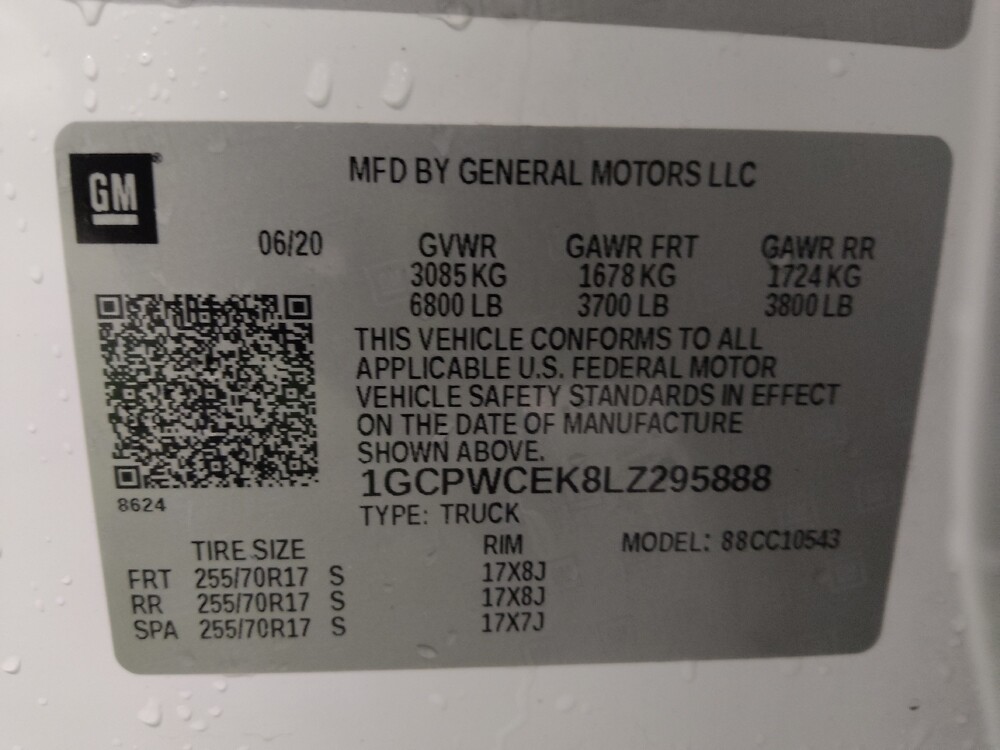 GM
MFD BY GENERAL MOTORS LLC
06/20 GVWR GAWR FRT GAWR RR
3085 KG 1678 KG 1724 KG
6800 LB 3700 LB 3800 LB
THIS VEHICLE CONFORMS TO ALL
APPLICABLE U.S. FEDERAL MOTOR
VEHICLE SAFETY STANDARDS IN EFFECT
ON THE DATE OF MANUFACTURE
SHOWN ABOVE.
1GCPWCEK8LZ295888
8624
TYPE: TRUCK
TIRE SIZE RIM MODEL: 88CC10543
FRT 255/70R17 S 17X8J
RR 255/70R17 S 17X8J
SPA 255/70R17 S 17X7J